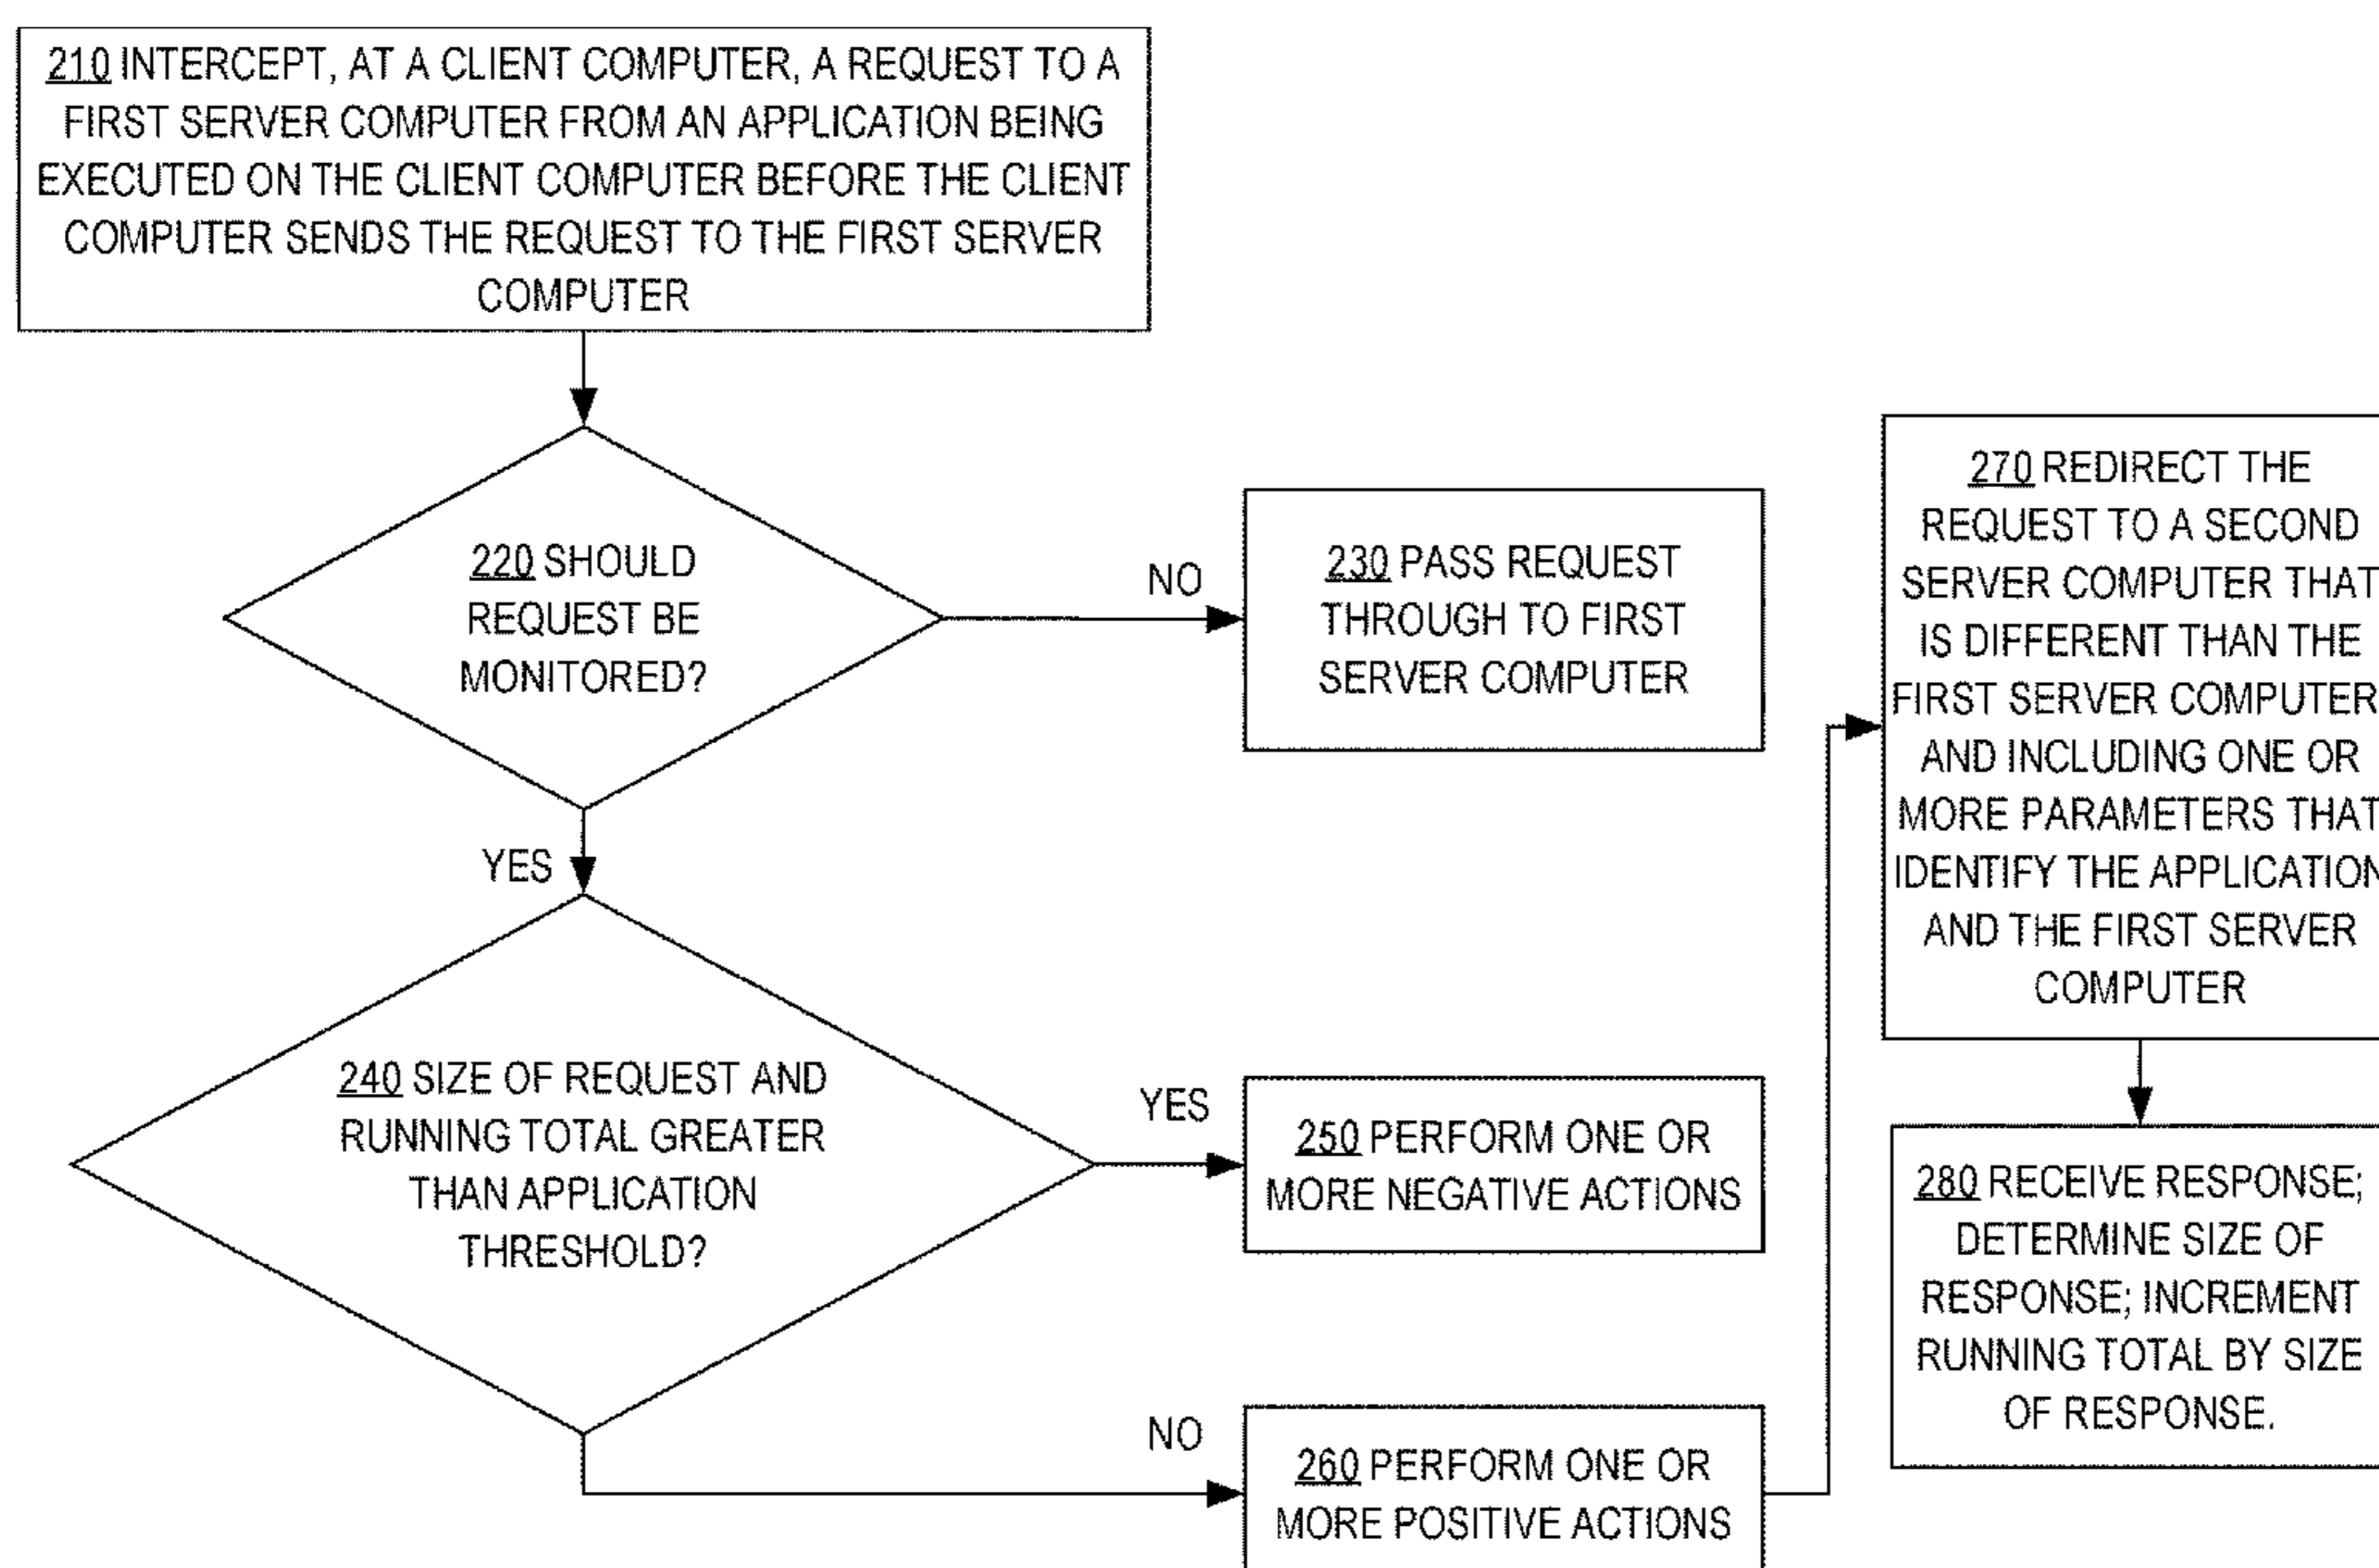 210 INTERCEPT, AT A CLIENT COMPUTER, A REQUEST TO A
FIRST SERVER COMPUTER FROM AN APPLICATION BEING
EXECUTED ON THE CLIENT COMPUTER BEFORE THE CLIENT
COMPUTER SENDS THE REQUEST TO THE FIRST SERVER
COMPUTER
220 SHOULD
REQUEST BE
MONITORED?
NO
230 PASS REQUEST
THROUGH TO FIRST
SERVER COMPUTER
YES
240 SIZE OF REQUEST AND
RUNNING TOTAL GREATER
THAN APPLICATION
THRESHOLD?
YES
250 PERFORM ONE OR
MORE NEGATIVE ACTIONS
NO
260 PERFORM ONE OR
MORE POSITIVE ACTIONS
270 REDIRECT THE
REQUEST TO A SECOND
SERVER COMPUTER THAT
IS DIFFERENT THAN THE
FIRST SERVER COMPUTER
AND INCLUDING ONE OR
MORE PARAMETERS THAT
IDENTIFY THE APPLICATION
AND THE FIRST SERVER
COMPUTER
280 RECEIVE RESPONSE;
DETERMINE SIZE OF
RESPONSE; INCREMENT
RUNNING TOTAL BY SIZE
OF RESPONSE.